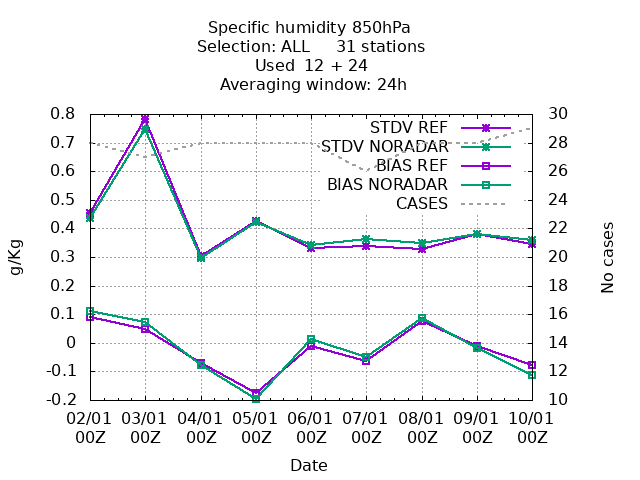 Specific humidity 850hPa
Selection: ALL 31 stations
Used 12 + 24
Averaging window: 24h
STDV REF
STDV NORADAR
BIAS REF
BIAS NORADAR
CASES
0.8
0.7
0.6
0.5
0.4
0.3
0.2
0.1
0
-0.1
-0.2
g/Kg
30
28
26
24
22
20
18
16
14
12
10
No cases
02/01 03/01 04/01 05/01 06/01 07/01 08/01 09/01 10/01
00Z 00Z 00Z 00Z 00Z 00Z 00Z 00Z 00Z
Date